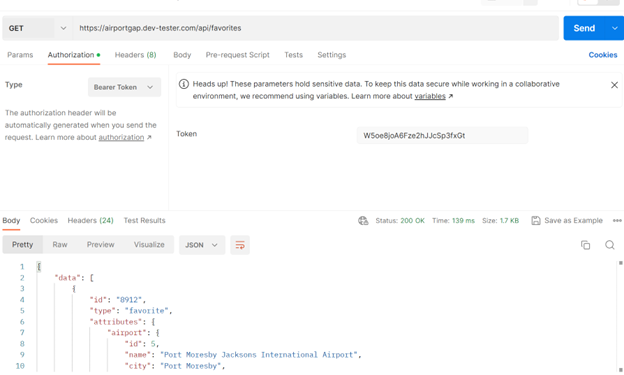 GET
https://airportgap.dev-tester.com/api/favorites
Send
Params Authorization Headers (8) Body Pre-request Script Tests Settings
Cookies
Type
Bearer Token
The authorization header will be
automatically generated when you send the
request. Learn more about authorization ↗
Heads up! These parameters hold sensitive data. To keep this data secure while working in a collaborative
environment, we recommend using variables. Learn more about variables ↗
Token
W5oe8joA6Fze2hJJcSp3fxGt
Body Cookies Headers (24) Test Results
Status: 200 OK Time: 139 ms Size: 1.7 KB Save as Example
Pretty Raw Preview Visualize JSON
1 {
2 "data": [
3 {
4 "id": "8912",
5 "type": "favorite",
6 "attributes": {
7 "airport": {
8 "id": 5,
9 "name": "Port Moresby Jacksons International Airport",
10 "city": "Port Moresby",